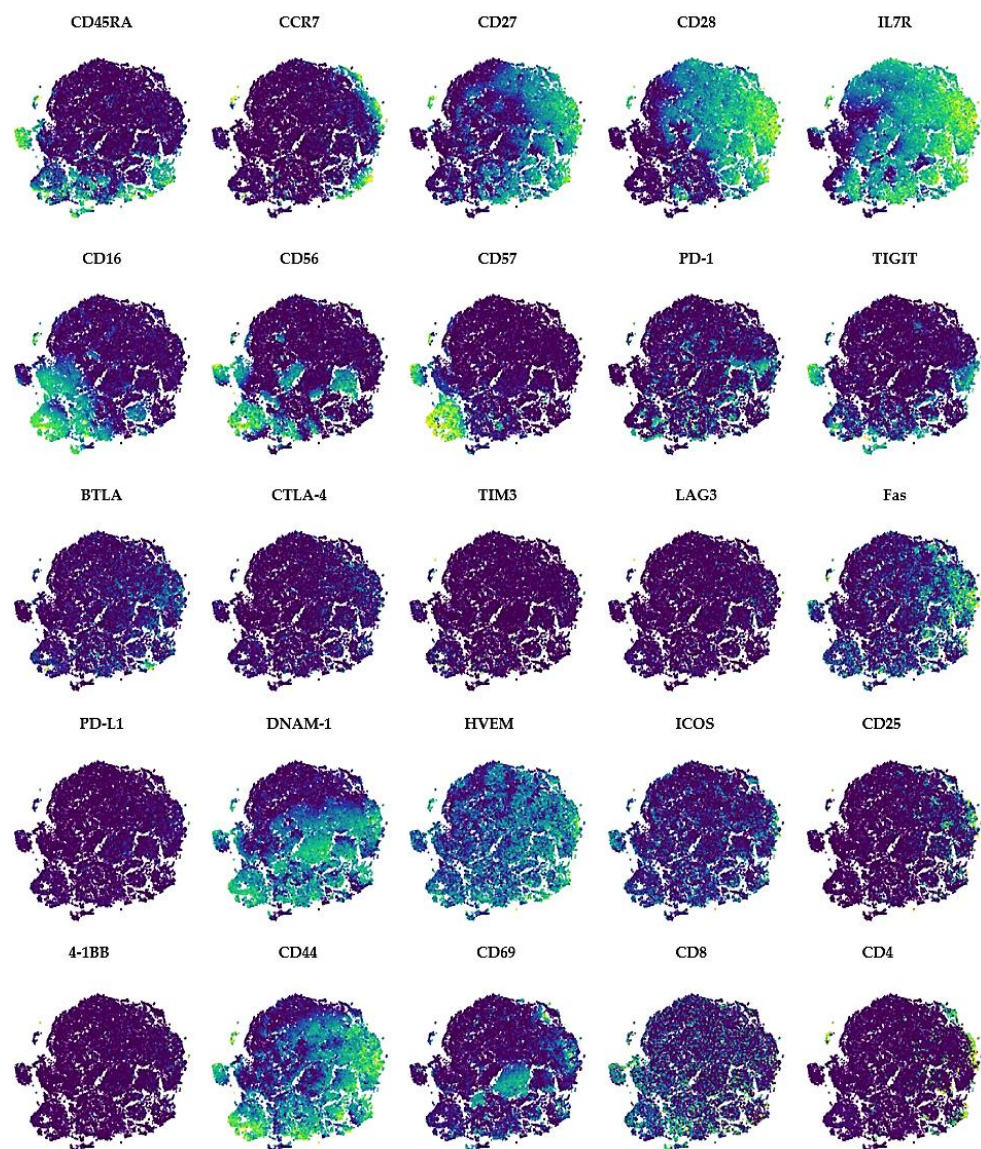 CD45RA CCR7 CD27 CD28 IL7R
CD16 CD56 CD57 PD-1 TIGIT
BTLA CTLA-4 TIM3 LAG3 Fas
PD-L1 DNAM-1 HVEM ICOS CD25
4-1BB CD44 CD69 CD8 CD4